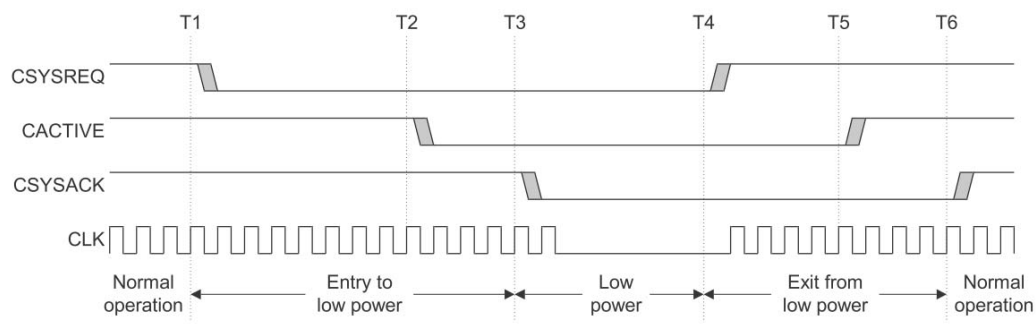 T1 T2 T3 T4 T5 T6
CSYSREQ
CACTIVE
CSYSACK
CLK
Normal operation
Entry to low power
Low power
Exit from low power
Normal operation